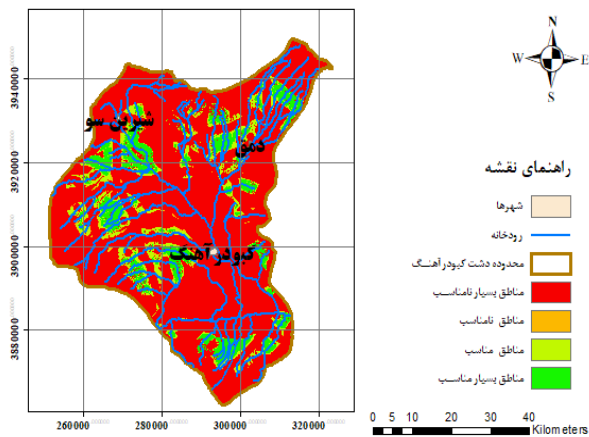 3940000
3920000
3900000
3880000
260000
280000
300000
320000
شیرین سو
دمق
کبودرآهنگ
N
W
E
S
راهنمای نقشه
شهرها
رودخانه
محدوده دشت کبودرآهنگ
مناطق بسیار نامناسب
مناطق نامناسب
مناطق مناسب
مناطق بسیار مناسب
0 5 10 20 30 40
Kilometers